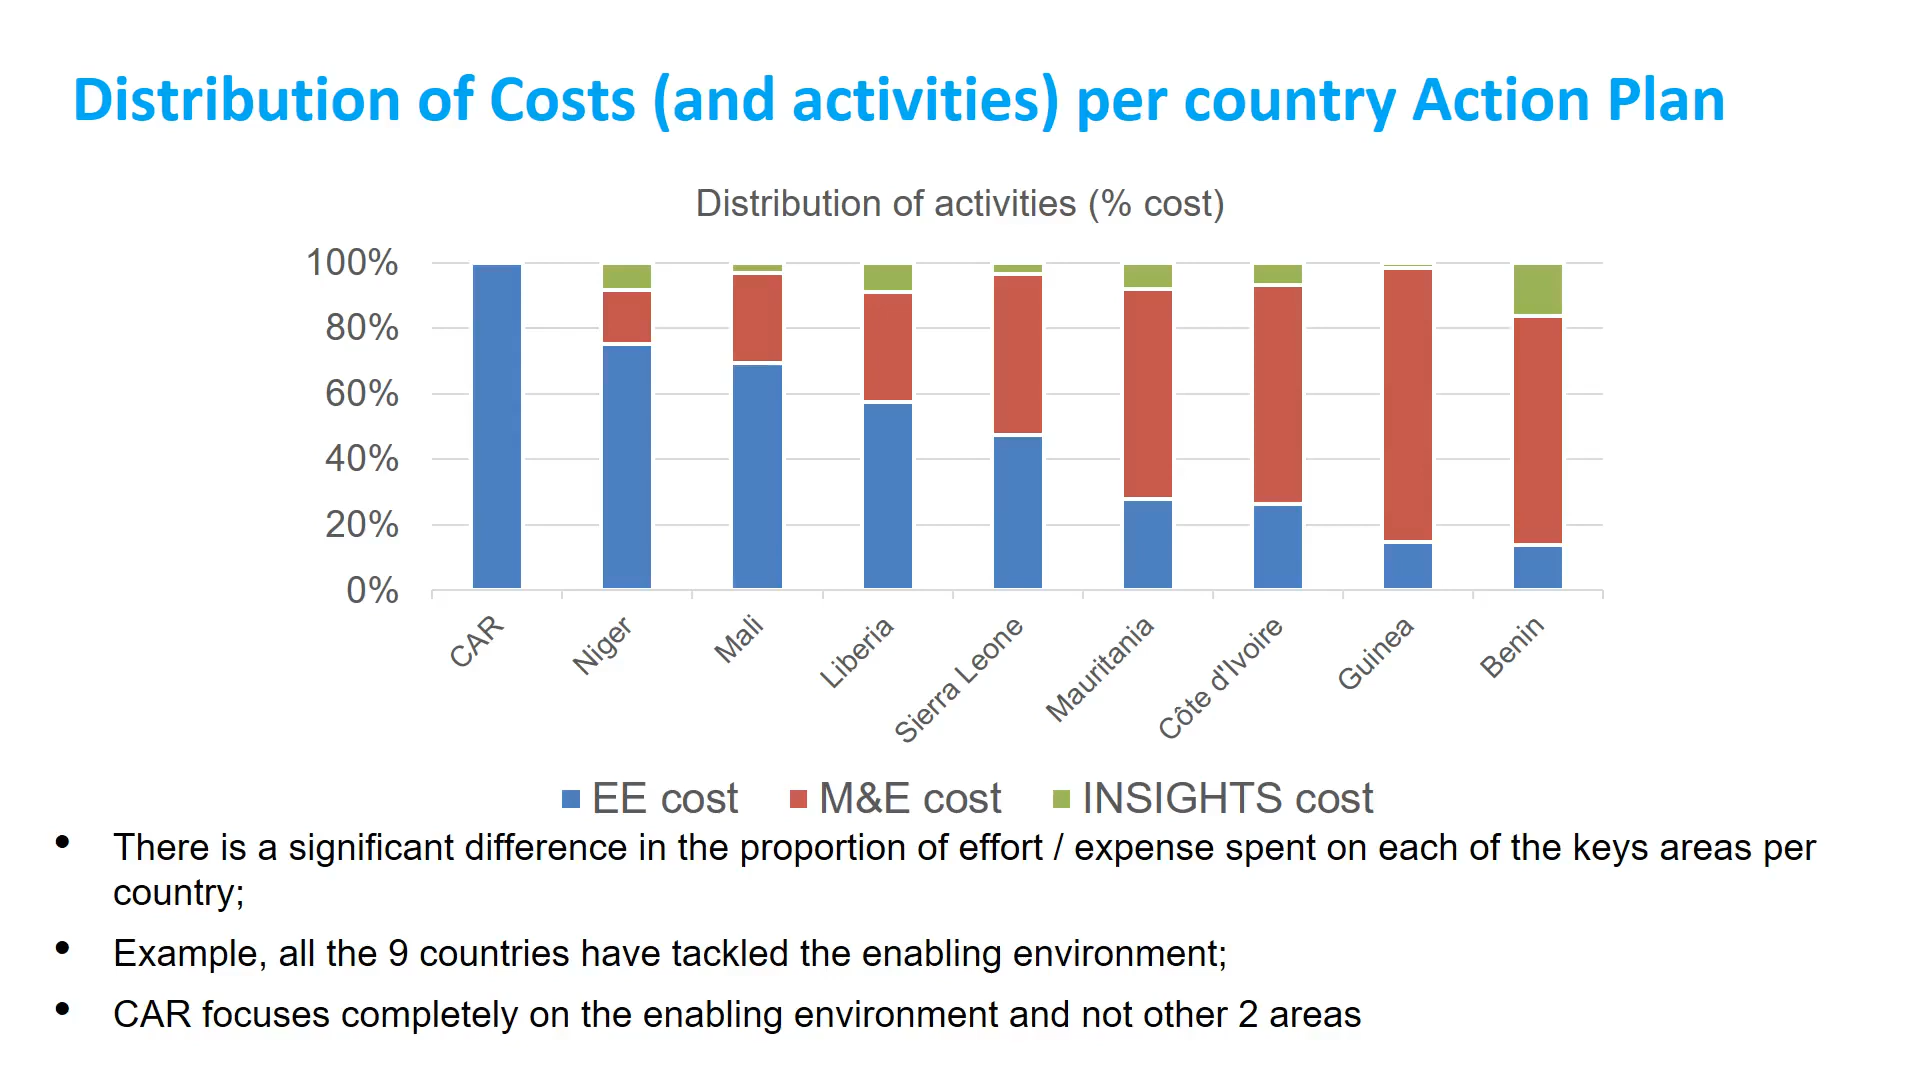 Distribution of Costs (and activities) per country Action Plan
Distribution of activities (% cost)
100%
80%
60%
40%
20%
0%
CAR
Niger
Mali
Liberia
Sierra Leone
Mauritania
Côte d'Ivoire
Guinea
Benin
EE cost
M&E cost
INSIGHTS cost
• There is a significant difference in the proportion of effort / expense spent on each of the keys areas per
country;
• Example, all the 9 countries have tackled the enabling environment;
• CAR focuses completely on the enabling environment and not other 2 areas